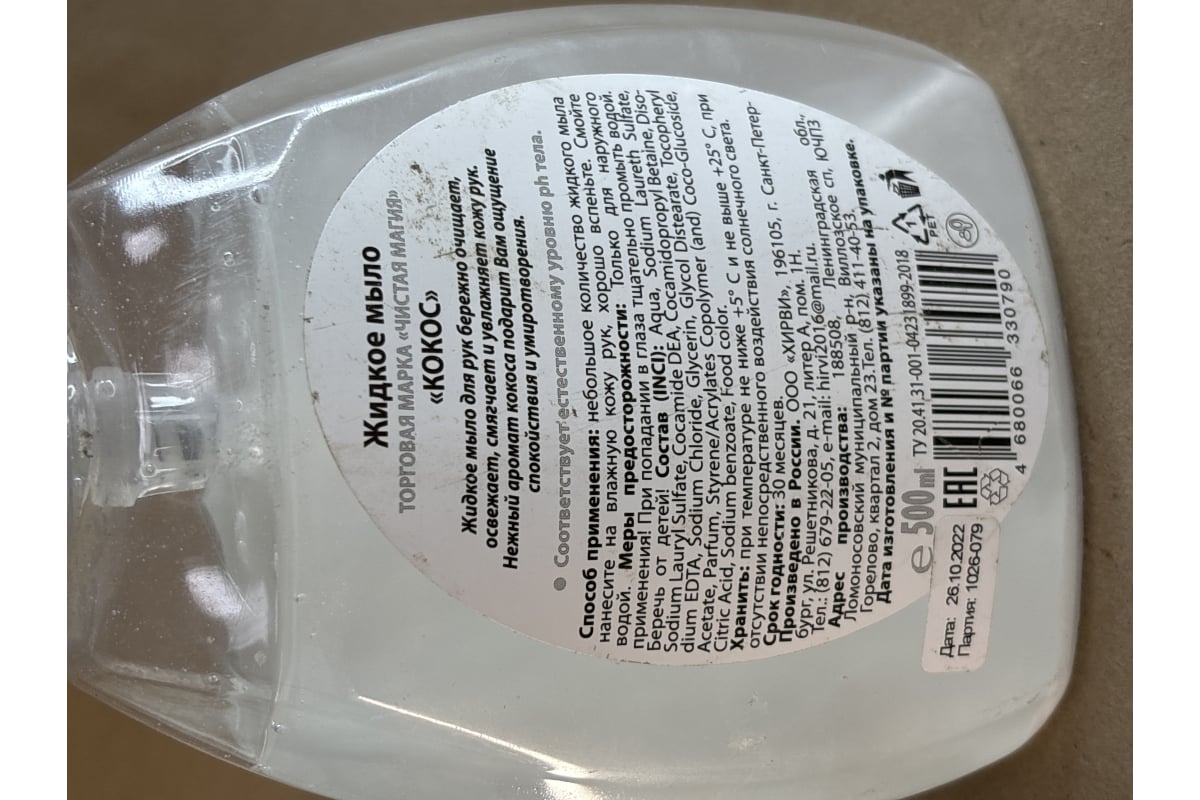 Жидкое мыло
ТОРГОВАЯ МАРКА «ЧИСТАЯ МАГИЯ»
«КОКОС»
Жидкое мыло для рук бережно очищает,
освежает, смягчает и увлажняет кожу рук.
Нежный аромат кокоса подарит Вам ощущение
спокойствия и умиротворения.
Соответствует естественному уровню ph тела.
Способ применения: небольшое количество жидкого мыла
нанесите на влажную кожу рук, хорошо вспеньте. Смойте
водой. Меры предосторожности: Только для наружного
применения! При попадании в глаза тщательно промыть водой.
Беречь от детей! Состав (INCI): Aqua, Sodium Laureth Sulfate,
Sodium Lauryl Sulfate, Cocamide DEA, Cocamidopropyl Betaine, Diso-
dium EDTA, Sodium Chloride, Glycerin, Glycol Distearate, Tocopheryl
Acetate, Parfum, Styrene/Acrylates Copolymer (and) Coco-Glucoside,
Citric Acid, Sodium benzoate, Food color.
Хранить: при температуре не ниже +5° С и не выше +25° С, при
отсутствии непосредственного воздействия солнечного света.
Срок годности: 30 месяцев.
Произведено в России. ООО «ХИРВИ», 196105, г. Санкт-Петер-
бург, ул. Решетникова, д. 21, литер А, пом. 1Н.
Тел.: (812) 679-22-05, e-mail: hirvi2016@mail.ru.
Адрес производства: 188508, Ленинградская обл.,
Ломоносовский муниципальный р-н, Виллозское сп, ЮЧПЗ
Горелово, квартал 2, дом 23.Тел. (812) 411-40-53.
Дата изготовления и № партии указаны на упаковке.
℮ 500 ml ТУ 20.41.31-001-04231899-2018
1
PET
EAC
4 680066 330790
Дата: 26.10.2022
Партия: 1026-079